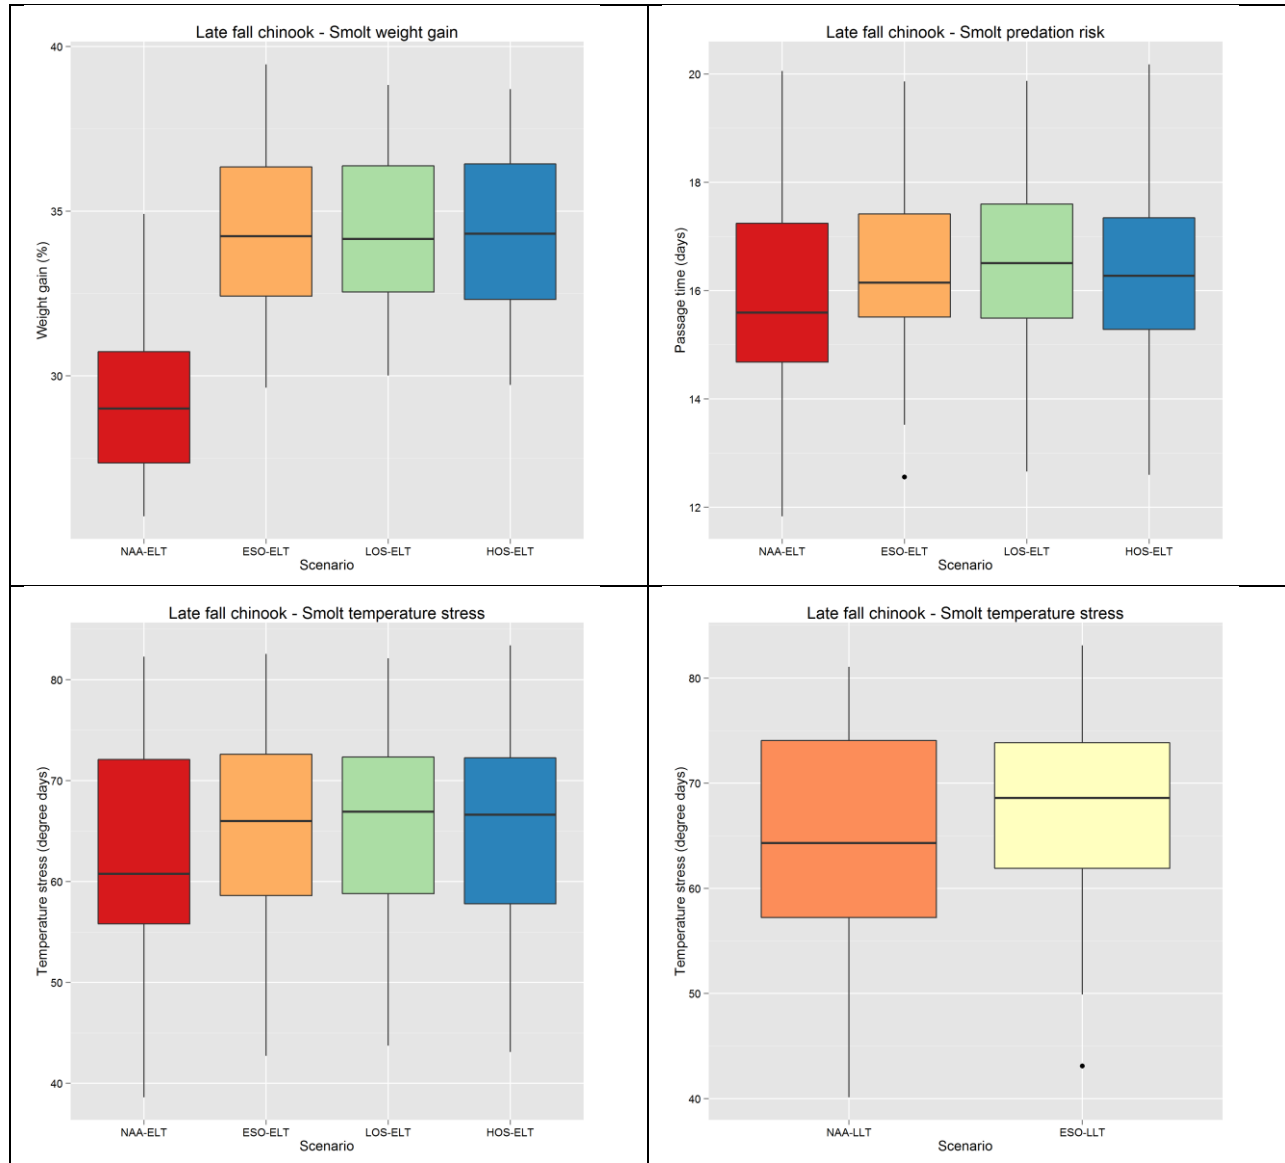 Late fall chinook - Smolt weight gain
40
35
30
Weight gain (%)
NAA-ELT ESO-ELT LOS-ELT HOS-ELT
Scenario
Late fall chinook - Smolt predation risk
20
18
16
14
12
Passage time (days)
NAA-ELT ESO-ELT LOS-ELT HOS-ELT
Scenario
Late fall chinook - Smolt temperature stress
80
70
60
50
40
Temperature stress (degree days)
NAA-ELT ESO-ELT LOS-ELT HOS-ELT
Scenario
Late fall chinook - Smolt temperature stress
80
70
60
50
40
Temperature stress (degree days)
NAA-LLT ESO-LLT
Scenario